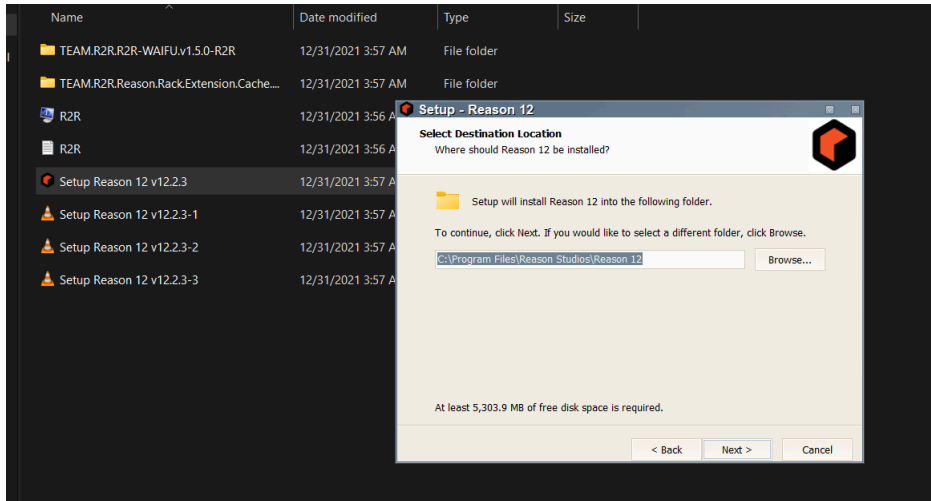 Name Date modified Type Size
TEAM.R2R.R2R-WAIFU.v1.5.0-R2R 12/31/2021 3:57 AM File folder
TEAM.R2R.Reason.Rack.Extension.Cache.... 12/31/2021 3:57 AM File folder
R2R 12/31/2021 3:56 A
R2R 12/31/2021 3:56 A
Setup Reason 12 v12.2.3 12/31/2021 3:57 A
Setup Reason 12 v12.2.3-1 12/31/2021 3:57 A
Setup Reason 12 v12.2.3-2 12/31/2021 3:57 A
Setup Reason 12 v12.2.3-3 12/31/2021 3:57 A
Setup - Reason 12
Select Destination Location
Where should Reason 12 be installed?
Setup will install Reason 12 into the following folder.
To continue, click Next. If you would like to select a different folder, click Browse.
C:\Program Files\Reason Studios\Reason 12
Browse...
At least 5,303.9 MB of free disk space is required.
< Back Next > Cancel